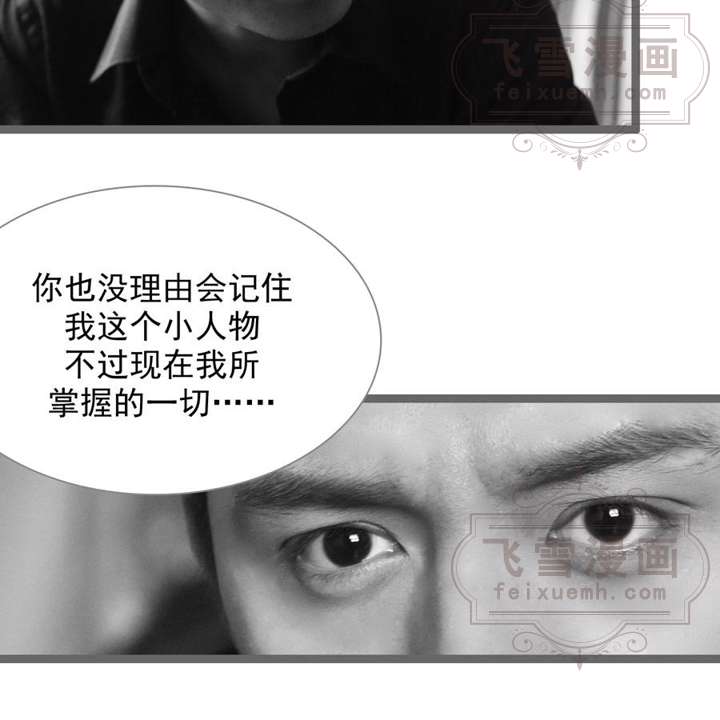 飞雪漫画
feixuemh.com
你也没理由会记住
我这个小人物
不过现在我所
掌握的一切……
飞雪漫画
feixuemh.com